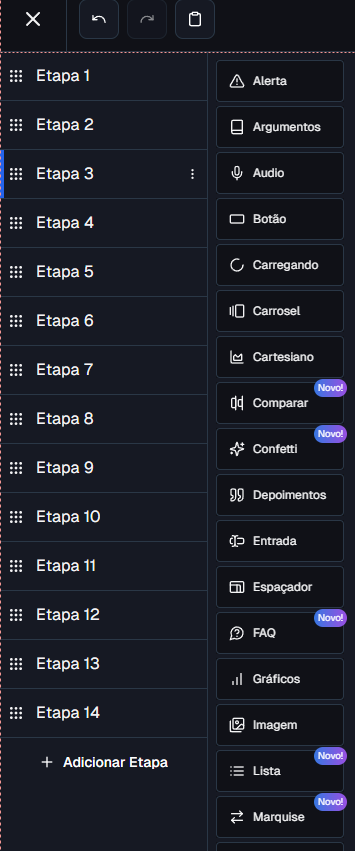 Etapa 1
Etapa 2
Etapa 3
Etapa 4
Etapa 5
Etapa 6
Etapa 7
Etapa 8
Etapa 9
Etapa 10
Etapa 11
Etapa 12
Etapa 13
Etapa 14
Adicionar Etapa
Alerta
Argumentos
Audio
Botão
Carregando
Carrosel
Cartesiano
Novo!
Comparar
Novo!
Confetti
Depoimentos
Entrada
Espaçador
Novo!
FAQ
Gráficos
Imagem
Novo!
Lista
Novo!
Marquise